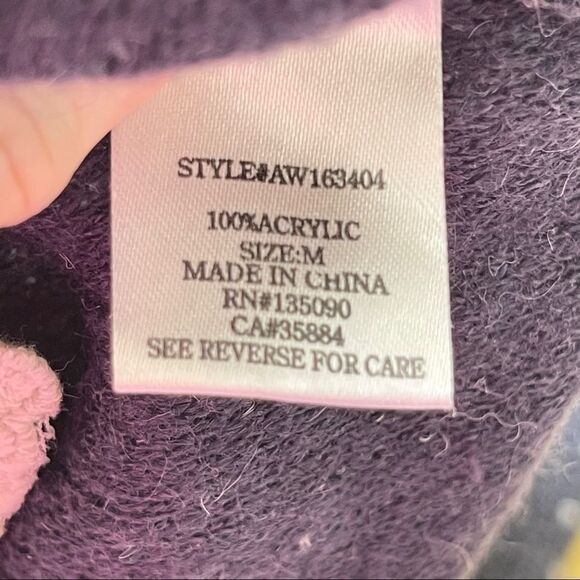 STYLE#AW163404
100%ACRYLIC
SIZE:M
MADE IN CHINA
RN#135090
CA#35884
SEE REVERSE FOR CARE